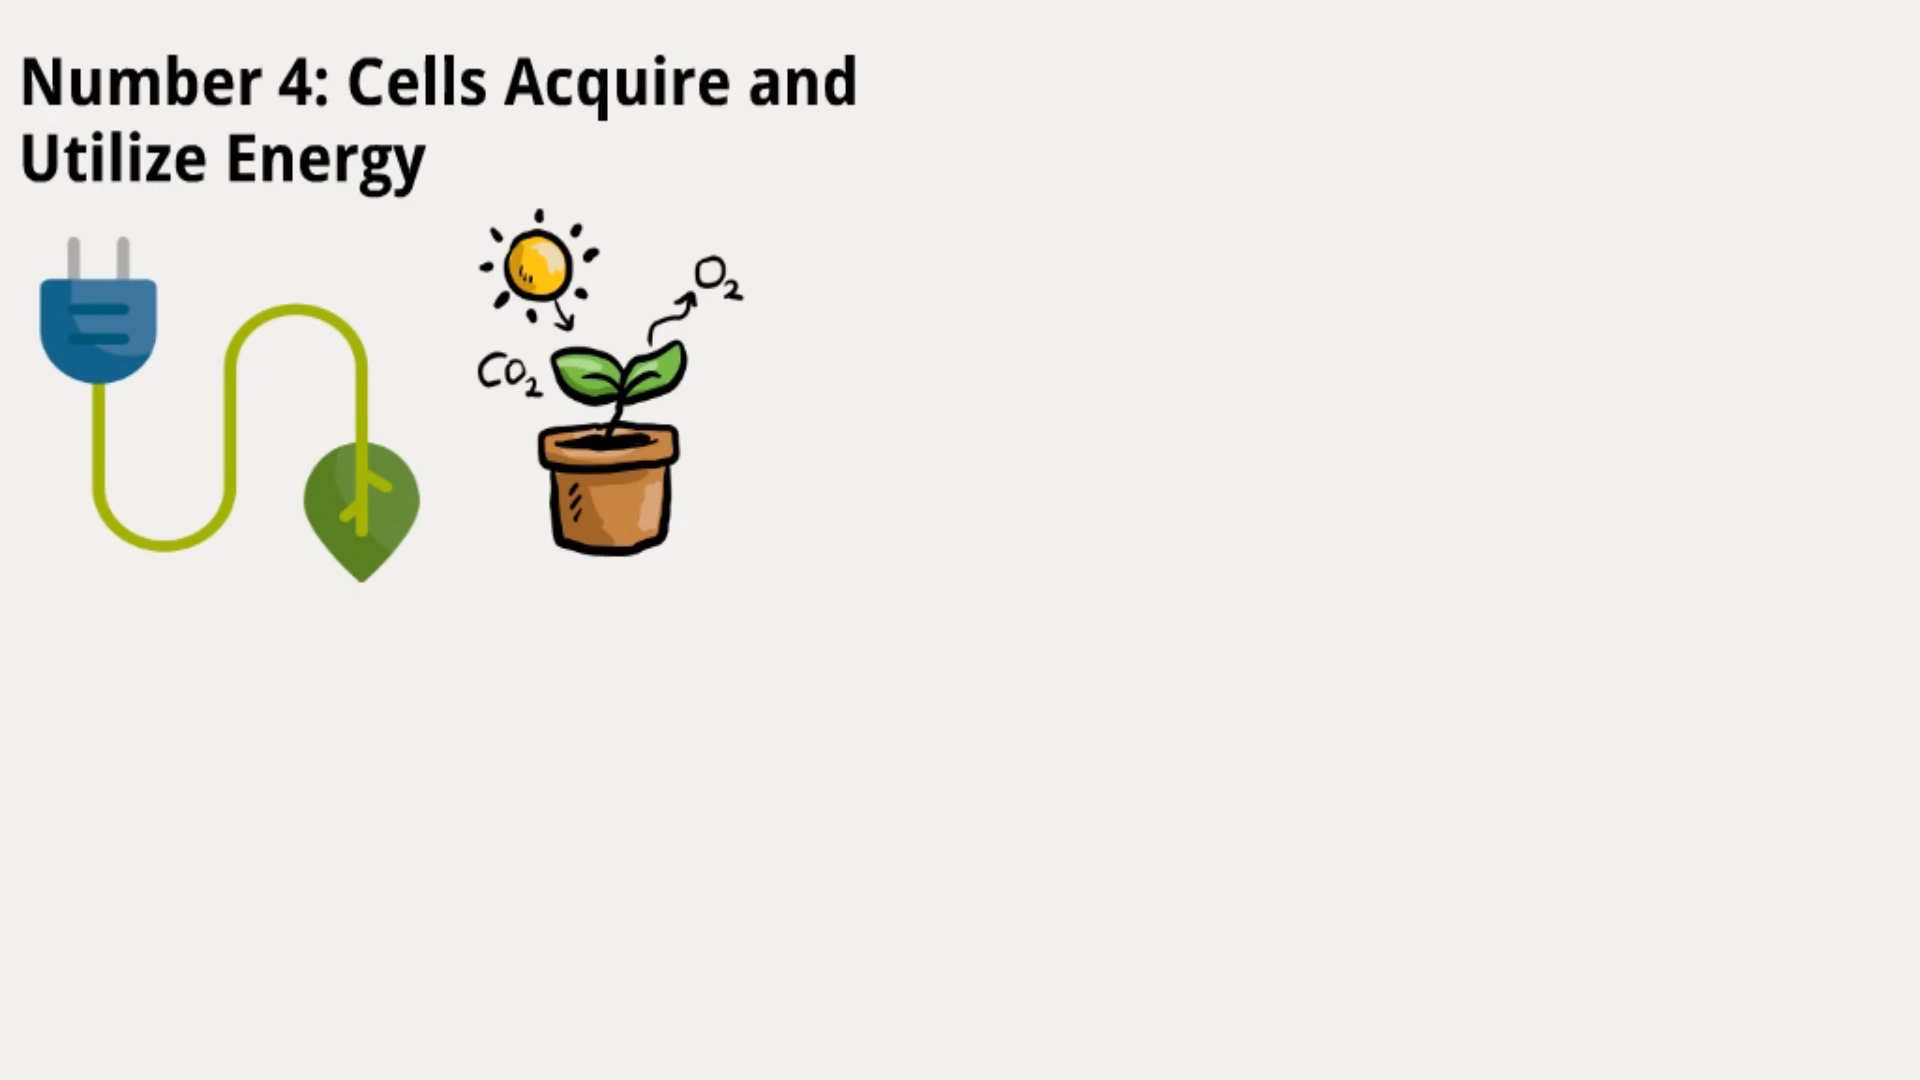 Number 4: Cells Acquire and
Utilize Energy
O₂
CO₂